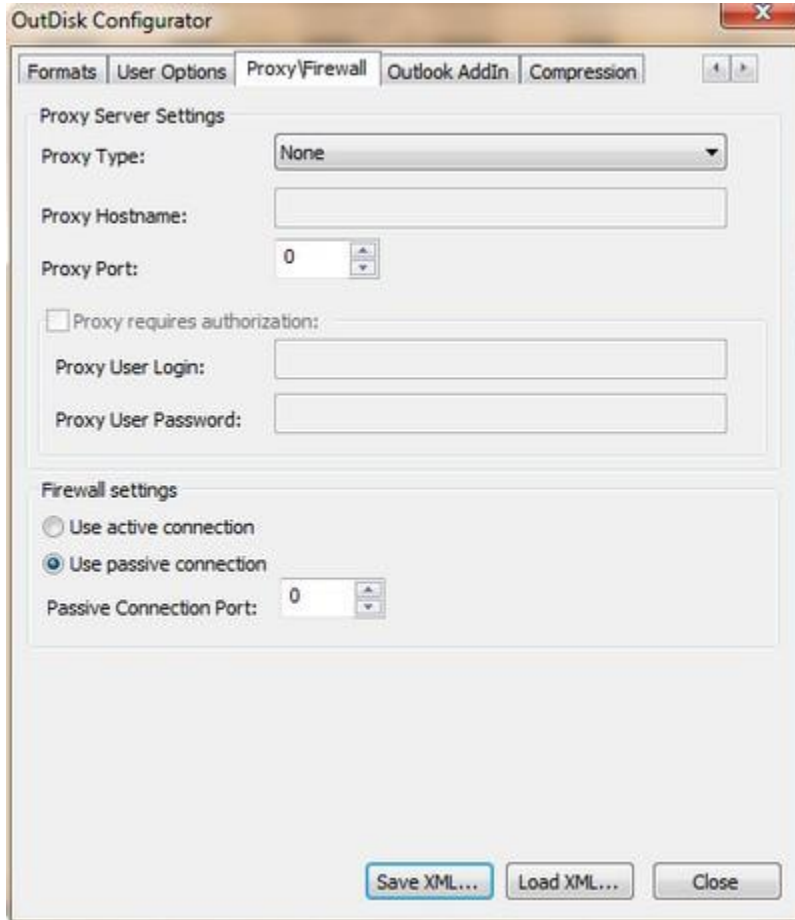 OutDisk Configurator
Formats User Options Proxy\Firewall Outlook AddIn Compression
Proxy Server Settings
Proxy Type: None
Proxy Hostname:
Proxy Port: 0
Proxy requires authorization:
Proxy User Login:
Proxy User Password:
Firewall settings
Use active connection
Use passive connection
Passive Connection Port: 0
Save XML... Load XML... Close